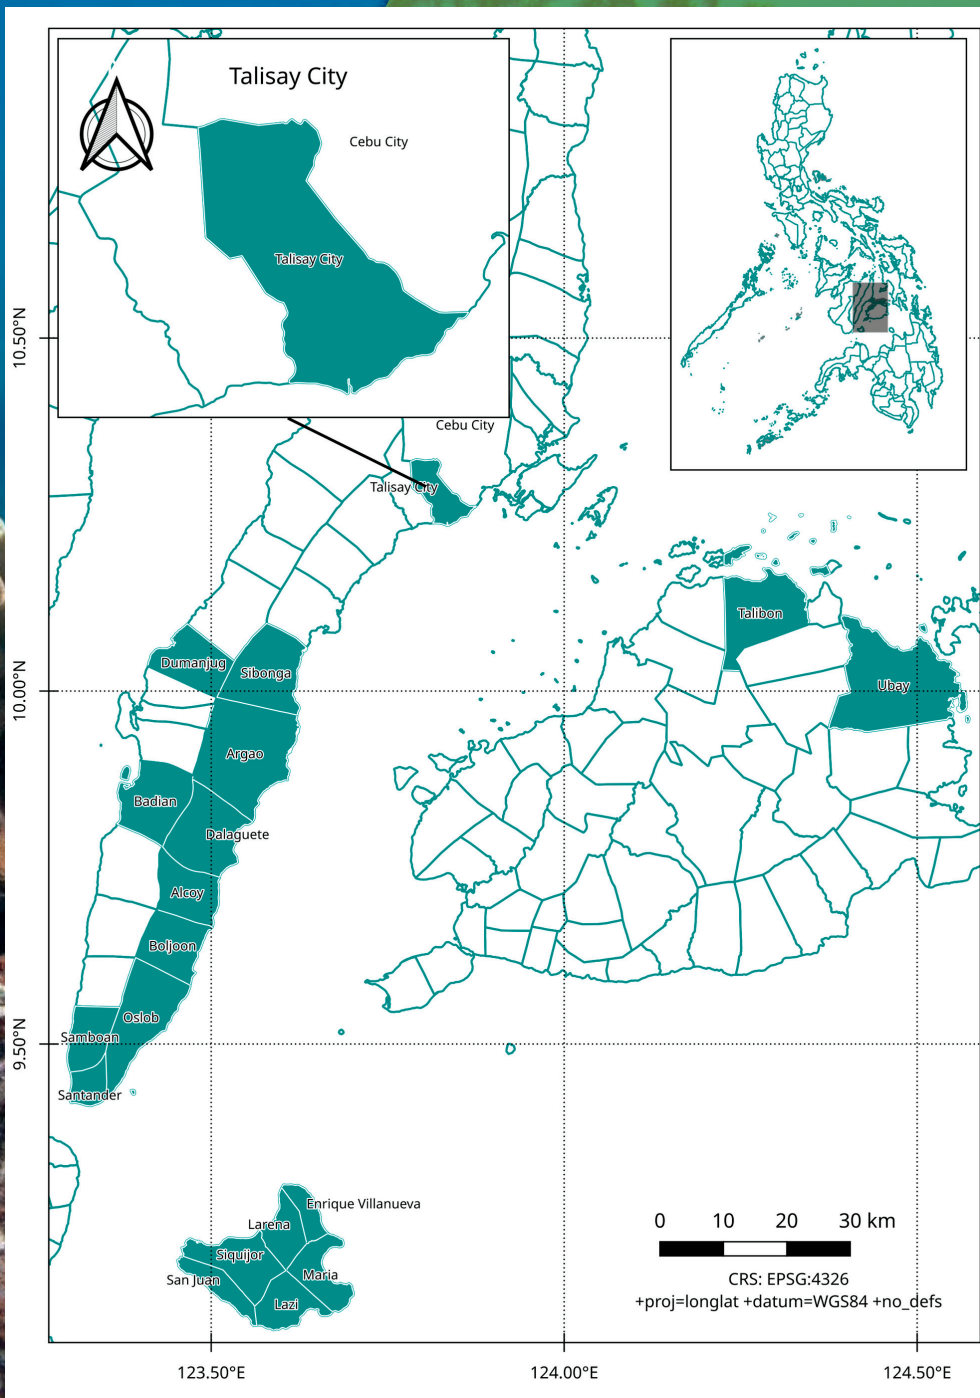 Talisay City
Cebu City
Talisay City
10.50°N
Cebu City
Talisay City
Talibon
Dumanjug
Sibonga
Ubay
10.00°N
Argao
Badian
Dalaguete
Alcoy
Boljoon
Oslob
Samboan
9.50°N
Santander
Enrique Villanueva
Larena
Siquijor
San Juan
Maria
Lazi
0 10 20 30 km
CRS: EPSG:4326
+proj=longlat +datum=WGS84 +no_defs
123.50°E 124.00°E 124.50°E